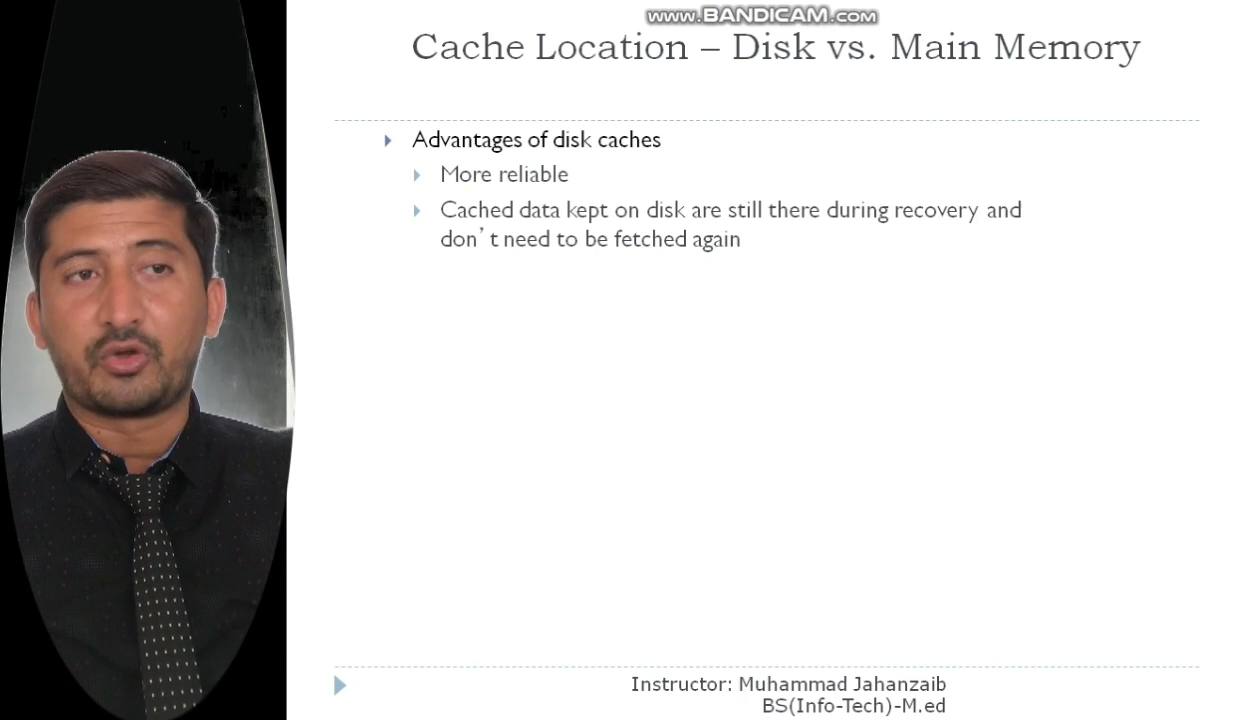 www.BANDICAM.com
Cache Location – Disk vs. Main Memory
Advantages of disk caches
More reliable
Cached data kept on disk are still there during recovery and
don’t need to be fetched again
Instructor: Muhammad Jahanzaib
BS(Info-Tech)-M.ed